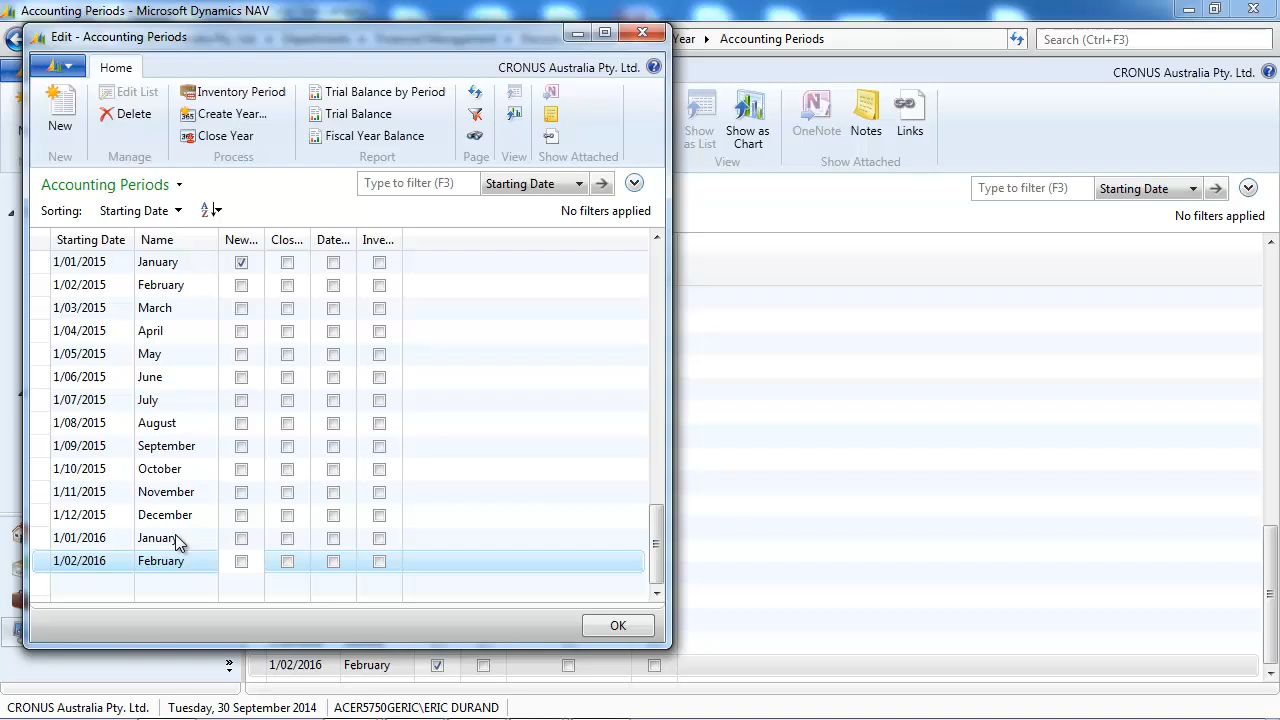 Accounting Periods - Microsoft Dynamics NAV
Edit - Accounting Periods
Year
Accounting Periods
Search (Ctrl+F3)
Home
CRONUS Australia Pty. Ltd.
CRONUS Australia Pty. Ltd.
Edit List
Inventory Period
Trial Balance by Period
Delete
Create Year
Trial Balance
New
Close Year
Fiscal Year Balance
New
Manage
Process
Report
Page
View
Show Attached
Show as List
Show as Chart
OneNote
Notes
Links
View
Show Attached
Accounting Periods
Type to filter (F3)
Starting Date
Type to filter (F3)
Starting Date
Sorting:
Starting Date
No filters applied
No filters applied
Starting Date Name New... Clos... Date... Inve...
1/01/2015 January
1/02/2015 February
1/03/2015 March
1/04/2015 April
1/05/2015 May
1/06/2015 June
1/07/2015 July
1/08/2015 August
1/09/2015 September
1/10/2015 October
1/11/2015 November
1/12/2015 December
1/01/2016 January
1/02/2016 February
OK
1/02/2016 February
CRONUS Australia Pty. Ltd.
Tuesday, 30 September 2014
ACER5750GERIC\ERIC DURAND